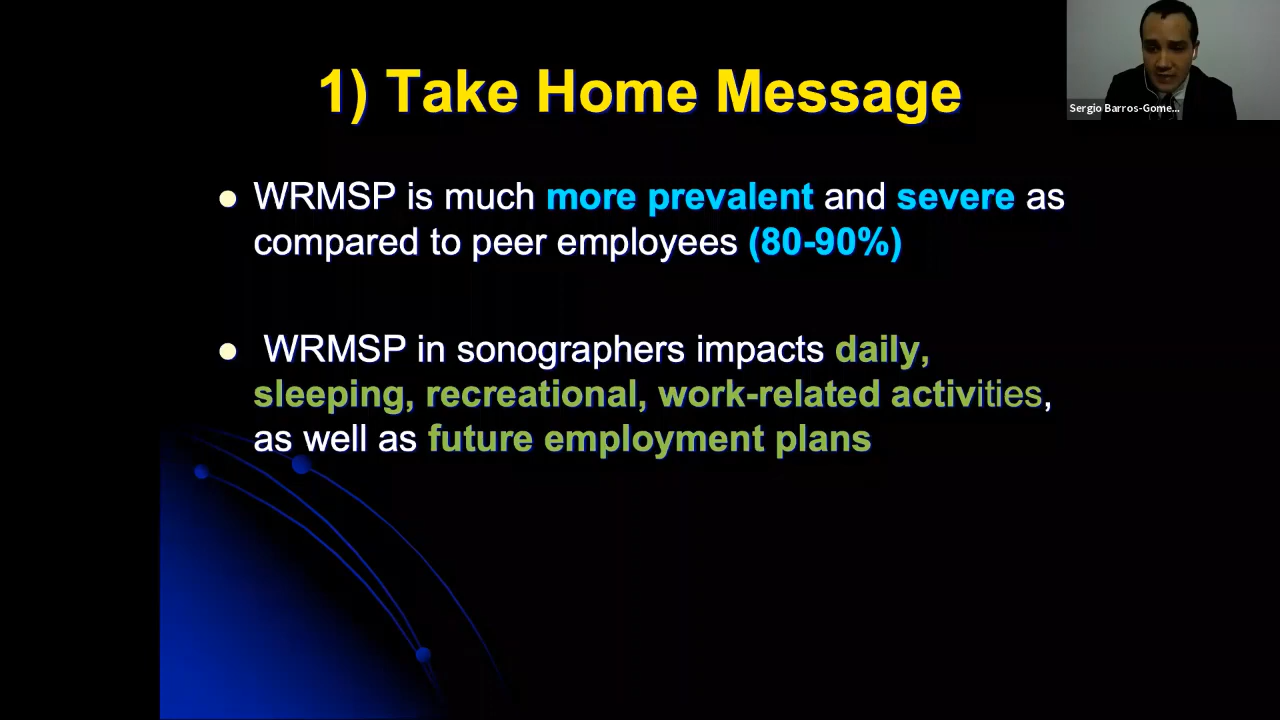 1) Take Home Message
Sergio Barros-Gome...
WRMSP is much more prevalent and severe as
compared to peer employees (80-90%)
WRMSP in sonographers impacts daily,
sleeping, recreational, work-related activities,
as well as future employment plans